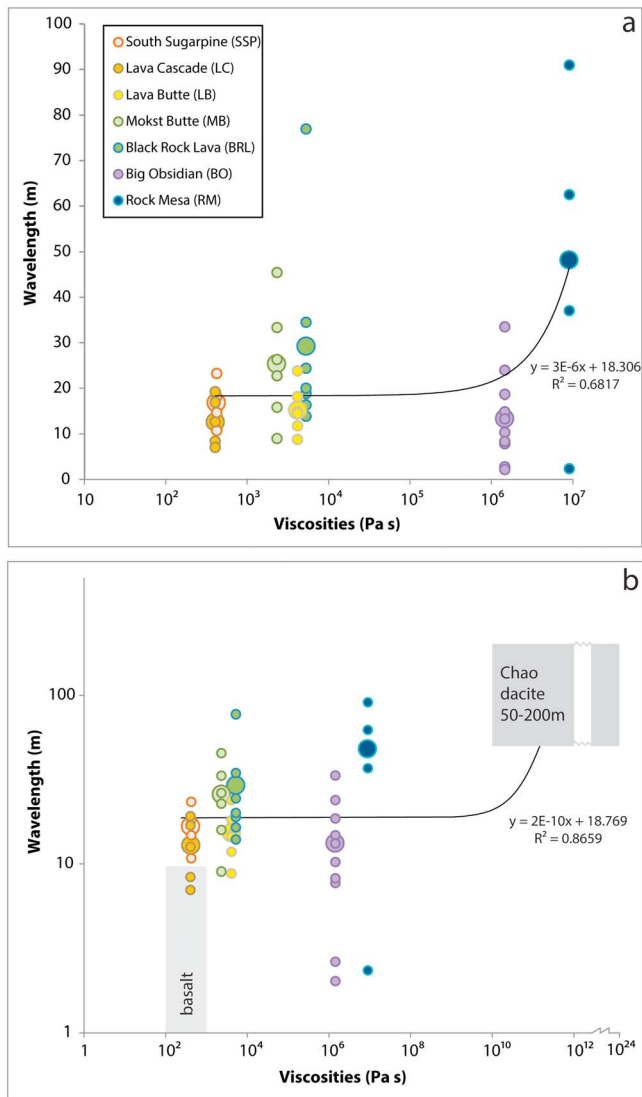 a
100
90
80
70
60
50
40
30
20
10
0
Wavelength (m)
South Sugarpine (SSP)
Lava Cascade (LC)
Lava Butte (LB)
Mokst Butte (MB)
Black Rock Lava (BRL)
Big Obsidian (BO)
Rock Mesa (RM)
y = 3E-6x + 18.306
R² = 0.6817
10 10² 10³ 10⁴ 10⁵ 10⁶ 10⁷
Viscosities (Pa s)
b
100
10
1
Wavelength (m)
Chao
dacite
50-200m
y = 2E-10x + 18.769
R² = 0.8659
basalt
1 10² 10⁴ 10⁶ 10⁸ 10¹⁰ 10¹² 10²⁴
Viscosities (Pa s)